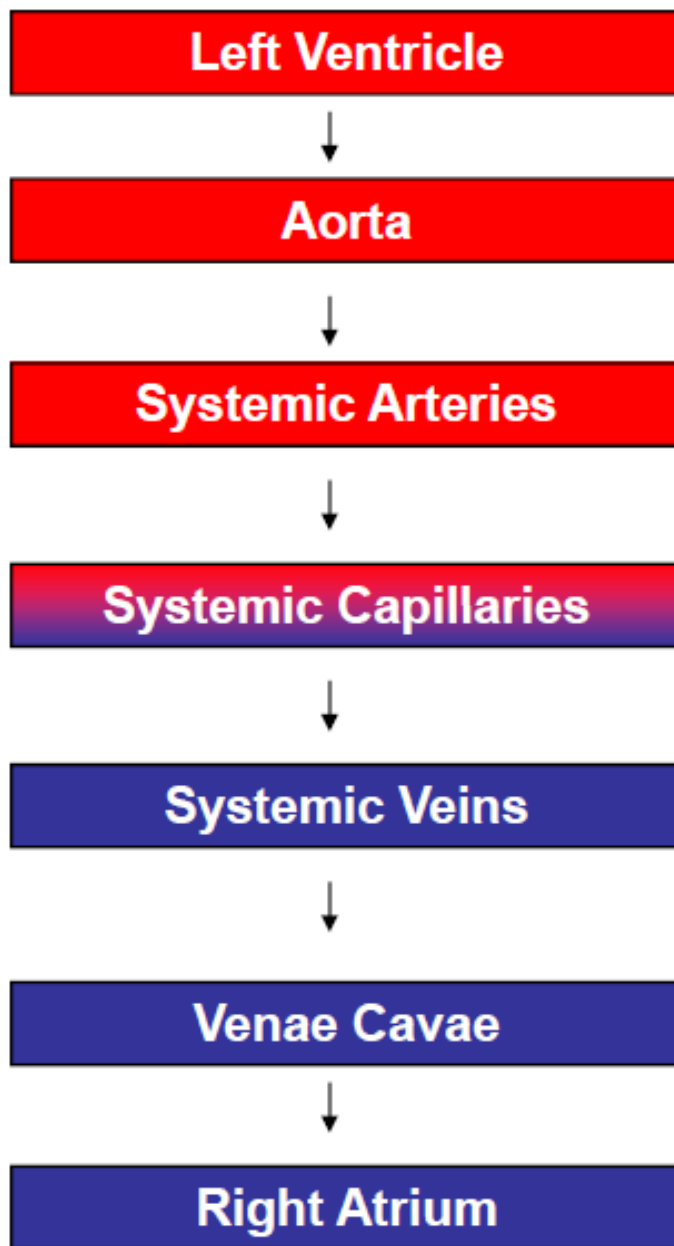 Left Ventricle
Aorta
Systemic Arteries
Systemic Capillaries
Systemic Veins
Venae Cavae
Right Atrium